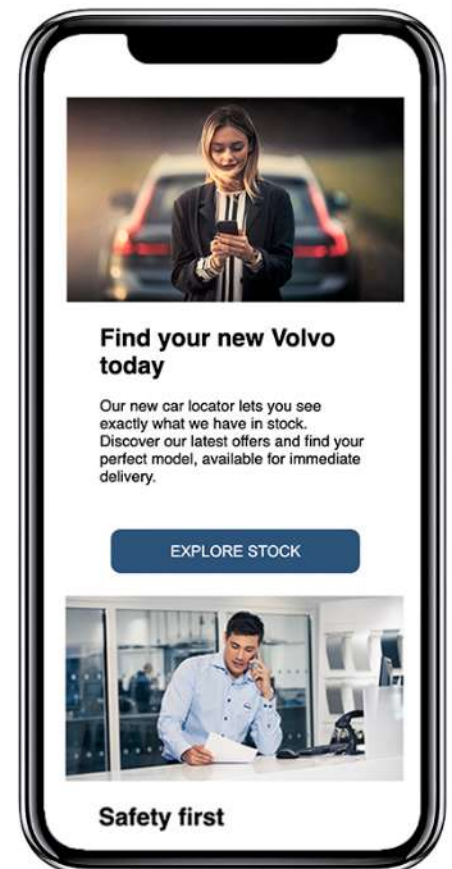 Find your new Volvo
today
Our new car locator lets you see
exactly what we have in stock.
Discover our latest offers and find your
perfect model, available for immediate
delivery.
EXPLORE STOCK
Safety first